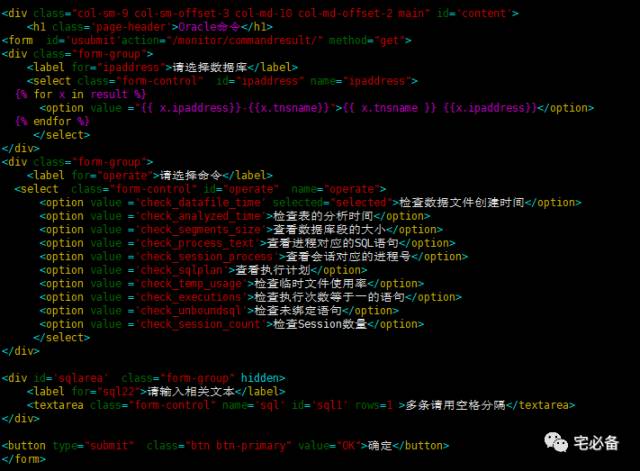 <div class="col-sm-9 col-sm-offset-3 col-md-10 col-md-offset-2 main" id='content'>
<h1 class='page-header'>Oracle命令</h1>
<form id='usubmit'action="/monitor/commandresult/" method="get">
<div class="form-group">
<label for="ipaddress">请选择数据库</label>
<select class="form-control" id="ipaddress" name="ipaddress">
{% for x in result %}
<option value ="{{ x.ipaddress}}-{{x.tnsname}}">{{ x.tnsname }} {{x.ipaddress}}</option>
{% endfor %}
</select>
</div>
<div class="form-group">
<label for="operate">请选择命令</label>
<select class="form-control" id="operate" name="operate">
<option value ='check_datafile_time' selected="selected">检查数据文件创建时间</option>
<option value ='check_analyzed_time'>检查表的分析时间</option>
<option value ='check_segments_size'>查看数据库段的大小</option>
<option value ='check_process_text'>查看进程对应的SQL语句</option>
<option value ='check_session_process'>查看会话对应的进程号</option>
<option value ='check_sqlplan'>查看执行计划</option>
<option value ='check_temp_usage'>检查临时文件使用率</option>
<option value ='check_executions'>检查执行次数等于一的语句</option>
<option value ='check_unboundsql'>检查未绑定语句</option>
<option value ='check_session_count'>检查Session数量</option>
</select>
</div>
<div id='sqlarea' class="form-group" hidden>
<label for="sql22">请输入相关文本</label>
<textarea class="form-control" name='sql' id='sql1' rows=1 >多条请用空格分隔</textarea>
</div>
<button type="submit" class="btn btn-primary" value="OK">确定</button>
</form>
宅必备